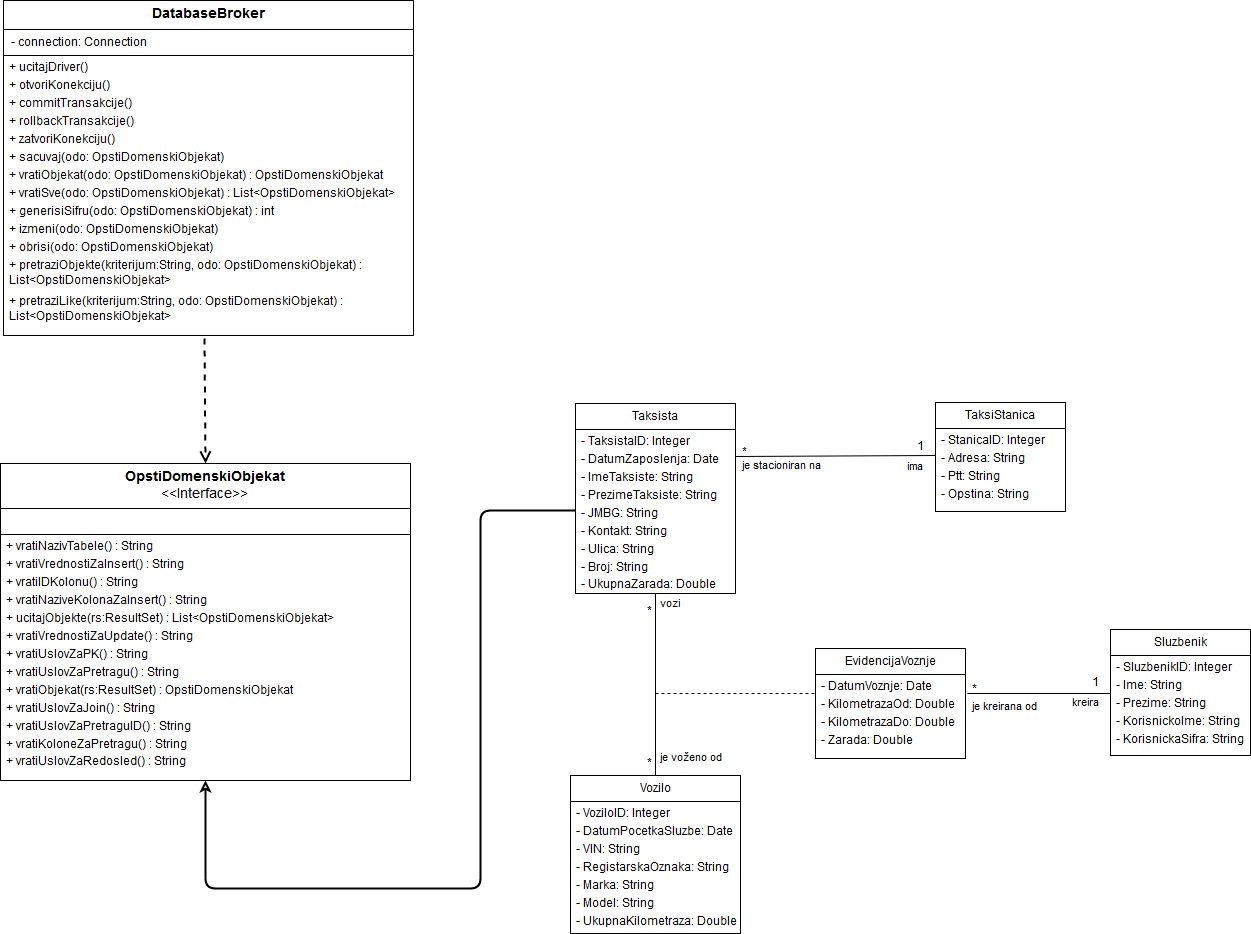 DatabaseBroker
- connection: Connection
+ ucitajDriver()
+ otvoriKonekciju()
+ commitTransakcije()
+ rollbackTransakcije()
+ zatvoriKonekciju()
+ sacuvaj(odo: OpstiDomenskiObjekat)
+ vratiObjekat(odo: OpstiDomenskiObjekat) : OpstiDomenskiObjekat
+ vratiSve(odo: OpstiDomenskiObjekat) : List<OpstiDomenskiObjekat>
+ generisiSifru(odo: OpstiDomenskiObjekat) : int
+ izmeni(odo: OpstiDomenskiObjekat)
+ obrisi(odo: OpstiDomenskiObjekat)
+ pretraziObjekte(kriterijum:String, odo: OpstiDomenskiObjekat) :
List<OpstiDomenskiObjekat>
+ pretraziLike(kriterijum:String, odo: OpstiDomenskiObjekat) :
List<OpstiDomenskiObjekat>
OpstiDomenskiObjekat
<<Interface>>
+ vratiNazivTabele() : String
+ vratiVrednostiZaInsert() : String
+ vratiIDKolonu() : String
+ vratiNaziveKolonaZaInsert() : String
+ ucitajObjekte(rs:ResultSet) : List<OpstiDomenskiObjekat>
+ vratiVrednostiZaUpdate() : String
+ vratiUslovZaPK() : String
+ vratiUslovZaPretragu() : String
+ vratiObjekat(rs:ResultSet) : OpstiDomenskiObjekat
+ vratiUslovZaJoin() : String
+ vratiUslovZaPretraguID() : String
+ vratiKoloneZaPretragu() : String
+ vratiUslovZaRedosled() : String
Taksista
- TaksistaID: Integer
- DatumZaposlenja: Date
- ImeTaksiste: String
- PrezimeTaksiste: String
- JMBG: String
- Kontakt: String
- Ulica: String
- Broj: String
- UkupnaZarada: Double
*
je stacioniran na
1
ima
TaksiStanica
- StanicaID: Integer
- Adresa: String
- Ptt: String
- Opstina: String
* vozi
EvidencijaVoznje
- DatumVoznje: Date
- KilometrazaOd: Double
- KilometrazaDo: Double
- Zarada: Double
*
je kreirana od
1
kreira
Sluzbenik
- SluzbenikID: Integer
- Ime: String
- Prezime: String
- KorisnickoIme: String
- KorisnickaSifra: String
* je voženo od
Vozilo
- VoziloID: Integer
- DatumPocetkaSluzbe: Date
- VIN: String
- RegistarskaOznaka: String
- Marka: String
- Model: String
- UkupnaKilometraza: Double